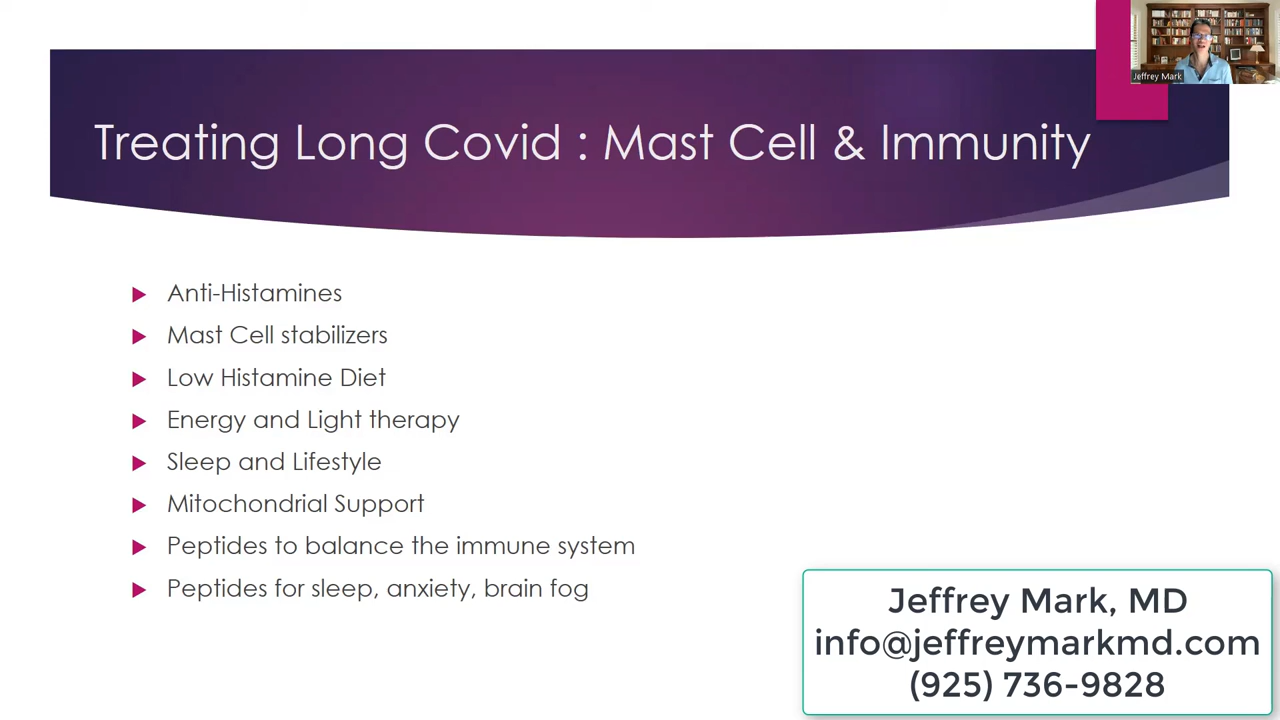 Jeffrey Mark
Treating Long Covid : Mast Cell & Immunity
Anti-Histamines
Mast Cell stabilizers
Low Histamine Diet
Energy and Light therapy
Sleep and Lifestyle
Mitochondrial Support
Peptides to balance the immune system
Peptides for sleep, anxiety, brain fog
Jeffrey Mark, MD
info@jeffreymarkmd.com
(925) 736-9828